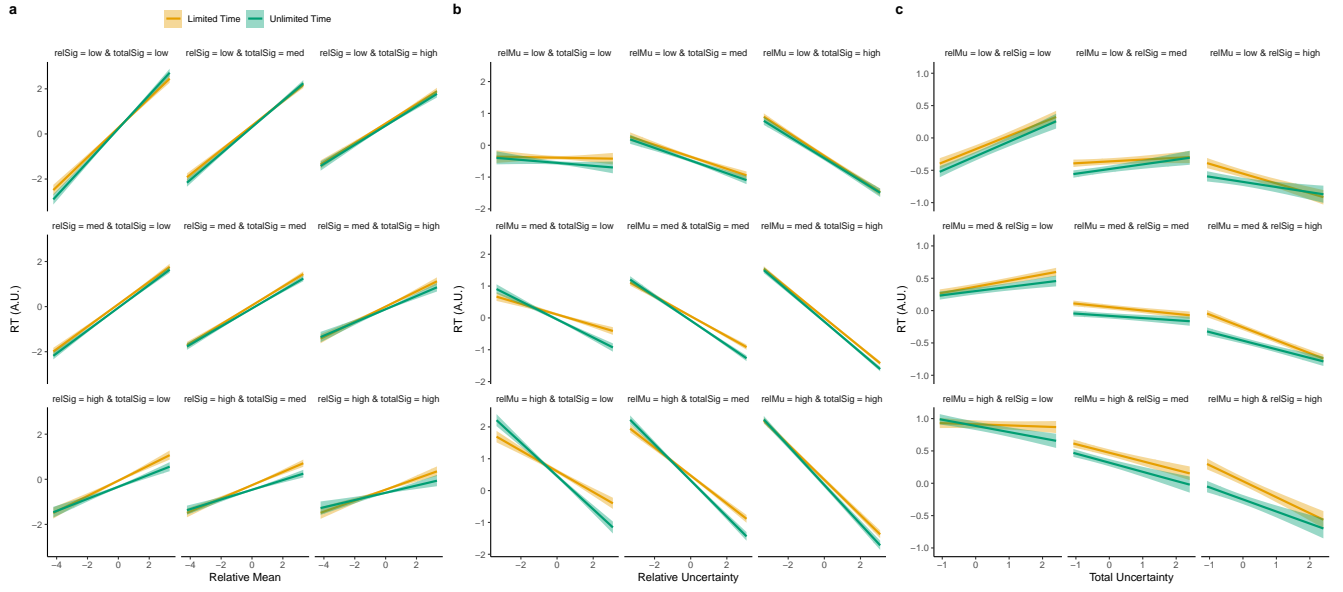 a
Limited Time
Unlimited Time
relSig = low & totalSig = low
relSig = low & totalSig = med
relSig = low & totalSig = high
2
0
−2
relSig = med & totalSig = low
relSig = med & totalSig = med
relSig = med & totalSig = high
2
0
−2
RT (A.U.)
relSig = high & totalSig = low
relSig = high & totalSig = med
relSig = high & totalSig = high
2
0
−2
−4 −2 0 2
−4 −2 0 2
−4 −2 0 2
Relative Mean
b
relMu = low & totalSig = low
relMu = low & totalSig = med
relMu = low & totalSig = high
2
1
0
−1
−2
relMu = med & totalSig = low
relMu = med & totalSig = med
relMu = med & totalSig = high
2
1
0
−1
−2
RT (A.U.)
relMu = high & totalSig = low
relMu = high & totalSig = med
relMu = high & totalSig = high
2
1
0
−1
−2
−2 0 2
−2 0 2
−2 0 2
Relative Uncertainty
c
relMu = low & relSig = low
relMu = low & relSig = med
relMu = low & relSig = high
1.0
0.5
0.0
−0.5
−1.0
relMu = med & relSig = low
relMu = med & relSig = med
relMu = med & relSig = high
1.0
0.5
0.0
−0.5
−1.0
RT (A.U.)
relMu = high & relSig = low
relMu = high & relSig = med
relMu = high & relSig = high
1.0
0.5
0.0
−0.5
−1.0
−1 0 1 2
−1 0 1 2
−1 0 1 2
Total Uncertainty